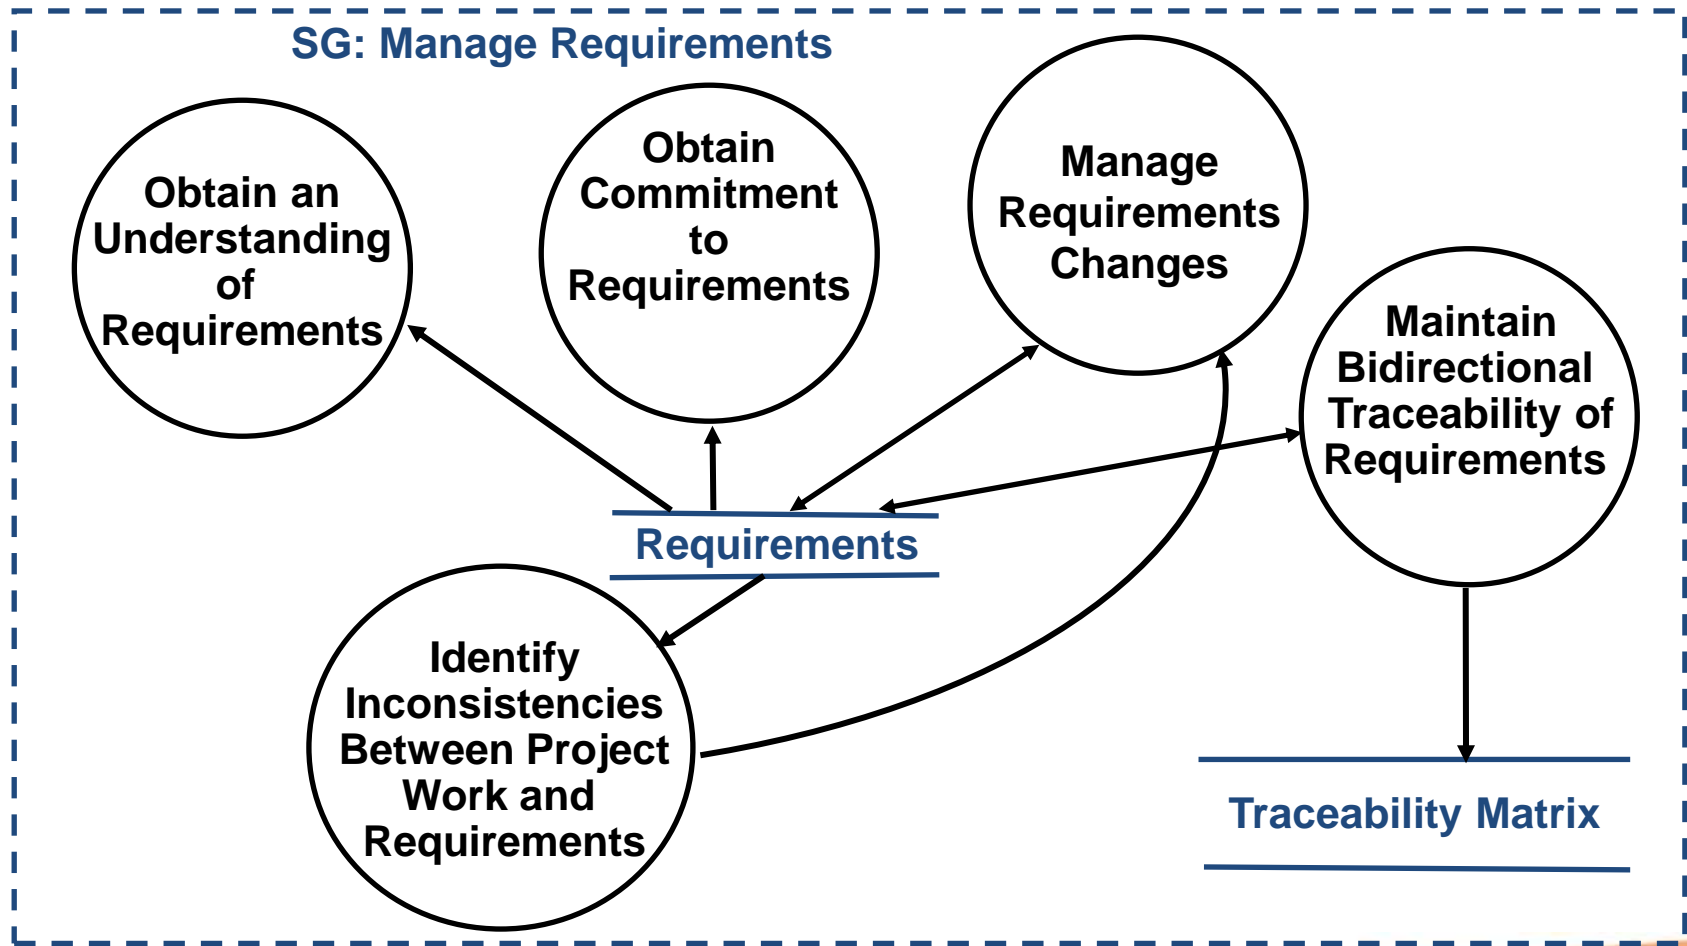 SG: Manage Requirements
Obtain an
Understanding
of
Requirements
Obtain
Commitment
to
Requirements
Manage
Requirements
Changes
Maintain
Bidirectional
Traceability of
Requirements
Requirements
Identify
Inconsistencies
Between Project
Work and
Requirements
Traceability Matrix